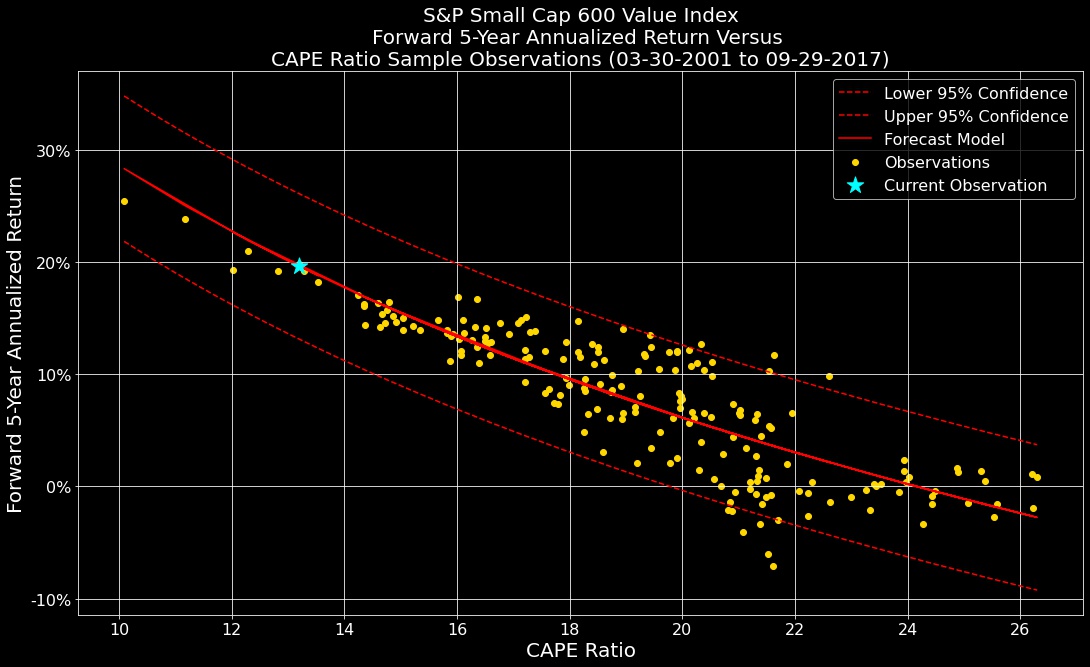 S&P Small Cap 600 Value Index
Forward 5-Year Annualized Return Versus
CAPE Ratio Sample Observations (03-30-2001 to 09-29-2017)
Lower 95% Confidence
Upper 95% Confidence
Forecast Model
Observations
Current Observation
Forward 5-Year Annualized Return
30%
20%
10%
0%
-10%
10 12 14 16 18 20 22 24 26
CAPE Ratio